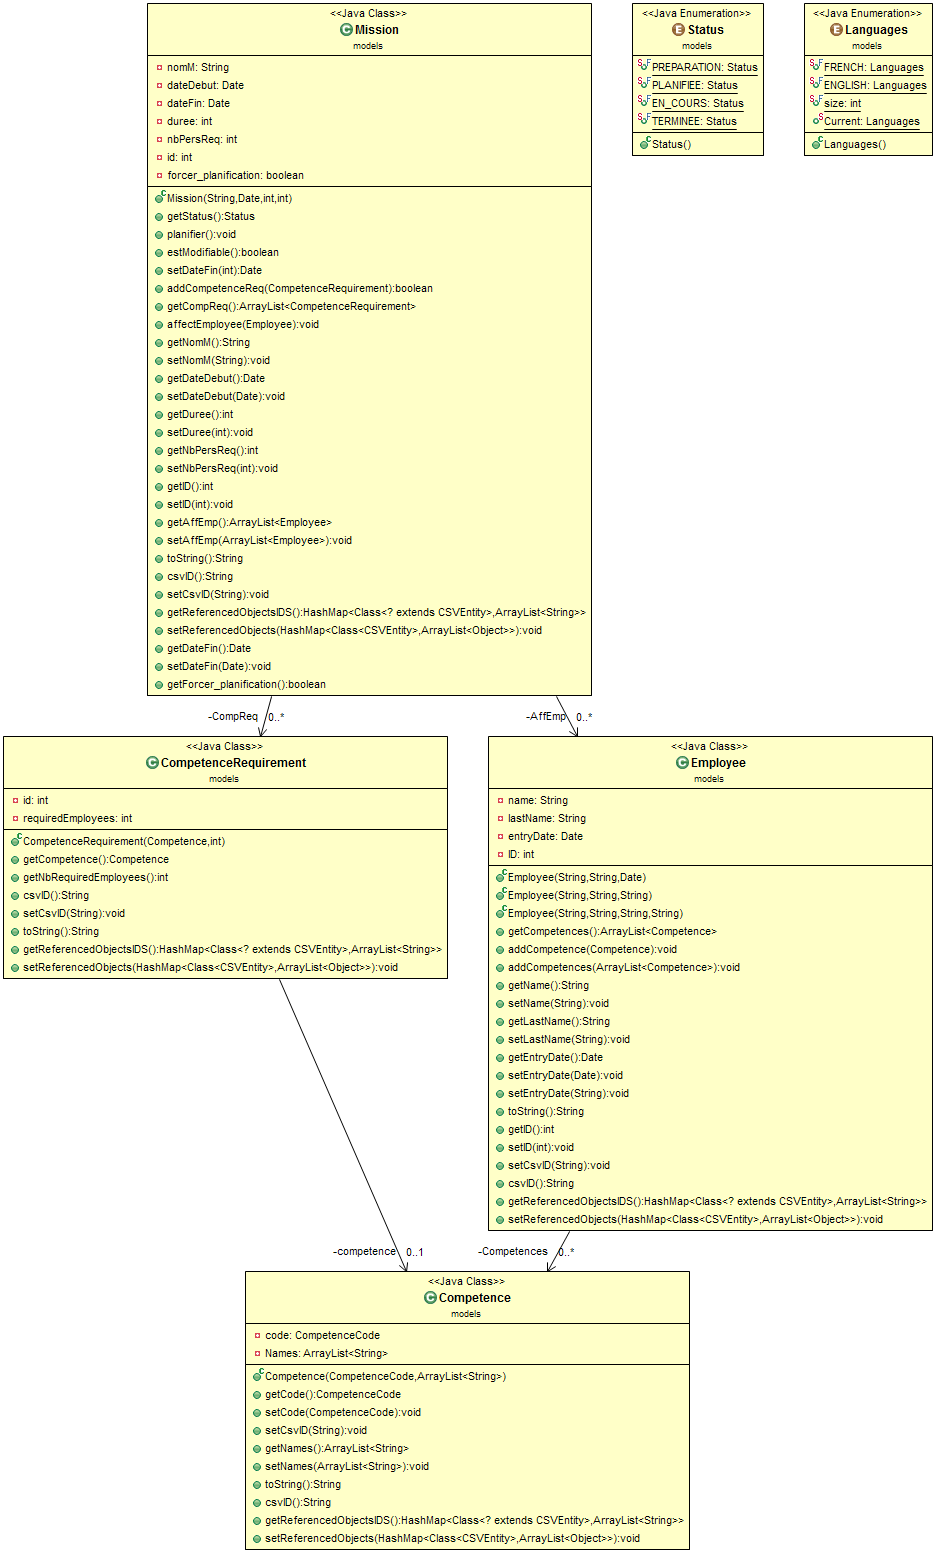 <<Java Class>>
Mission
models
nomM: String
dateDebut: Date
dateFin: Date
duree: int
nbPersReq: int
id: int
forcer_planification: boolean
Mission(String,Date,int,int)
getStatus():Status
planifier():void
estModifiable():boolean
setDateFin(int):Date
addCompetenceReq(CompetenceRequirement):boolean
getCompReq():ArrayList<CompetenceRequirement>
affectEmployee(Employee):void
getNomM():String
setNomM(String):void
getDateDebut():Date
setDateDebut(Date):void
getDuree():int
setDuree(int):void
getNbPersReq():int
setNbPersReq(int):void
getID():int
setID(int):void
getAffEmp():ArrayList<Employee>
setAffEmp(ArrayList<Employee>):void
toString():String
csvID():String
setCsvID(String):void
getReferencedObjectsIDS():HashMap<Class<? extends CSVEntity>,ArrayList<String>>
setReferencedObjects(HashMap<Class<CSVEntity>,ArrayList<Object>>):void
getDateFin():Date
setDateFin(Date):void
getForcer_planification():boolean
<<Java Enumeration>>
Status
models
PREPARATION: Status
PLANIFIEE: Status
EN_COURS: Status
TERMINEE: Status
Status()
<<Java Enumeration>>
Languages
models
FRENCH: Languages
ENGLISH: Languages
size: int
Current: Languages
Languages()
-CompReq 0..*
-AffEmp 0..*
<<Java Class>>
CompetenceRequirement
models
id: int
requiredEmployees: int
CompetenceRequirement(Competence,int)
getCompetence():Competence
getNbRequiredEmployees():int
csvID():String
setCsvID(String):void
toString():String
getReferencedObjectsIDS():HashMap<Class<? extends CSVEntity>,ArrayList<String>>
setReferencedObjects(HashMap<Class<CSVEntity>,ArrayList<Object>>):void
<<Java Class>>
Employee
models
name: String
lastName: String
entryDate: Date
ID: int
Employee(String,String,Date)
Employee(String,String,String)
Employee(String,String,String,String)
getCompetences():ArrayList<Competence>
addCompetence(Competence):void
addCompetences(ArrayList<Competence>):void
getName():String
setName(String):void
getLastName():String
setLastName(String):void
getEntryDate():Date
setEntryDate(Date):void
setEntryDate(String):void
toString():String
getID():int
setID(int):void
setCsvID(String):void
csvID():String
getReferencedObjectsIDS():HashMap<Class<? extends CSVEntity>,ArrayList<String>>
setReferencedObjects(HashMap<Class<CSVEntity>,ArrayList<Object>>):void
-competence 0..1
-Competences 0..*
<<Java Class>>
Competence
models
code: CompetenceCode
Names: ArrayList<String>
Competence(CompetenceCode,ArrayList<String>)
getCode():CompetenceCode
setCode(CompetenceCode):void
setCsvID(String):void
getNames():ArrayList<String>
setNames(ArrayList<String>):void
toString():String
csvID():String
getReferencedObjectsIDS():HashMap<Class<? extends CSVEntity>,ArrayList<String>>
setReferencedObjects(HashMap<Class<CSVEntity>,ArrayList<Object>>):void